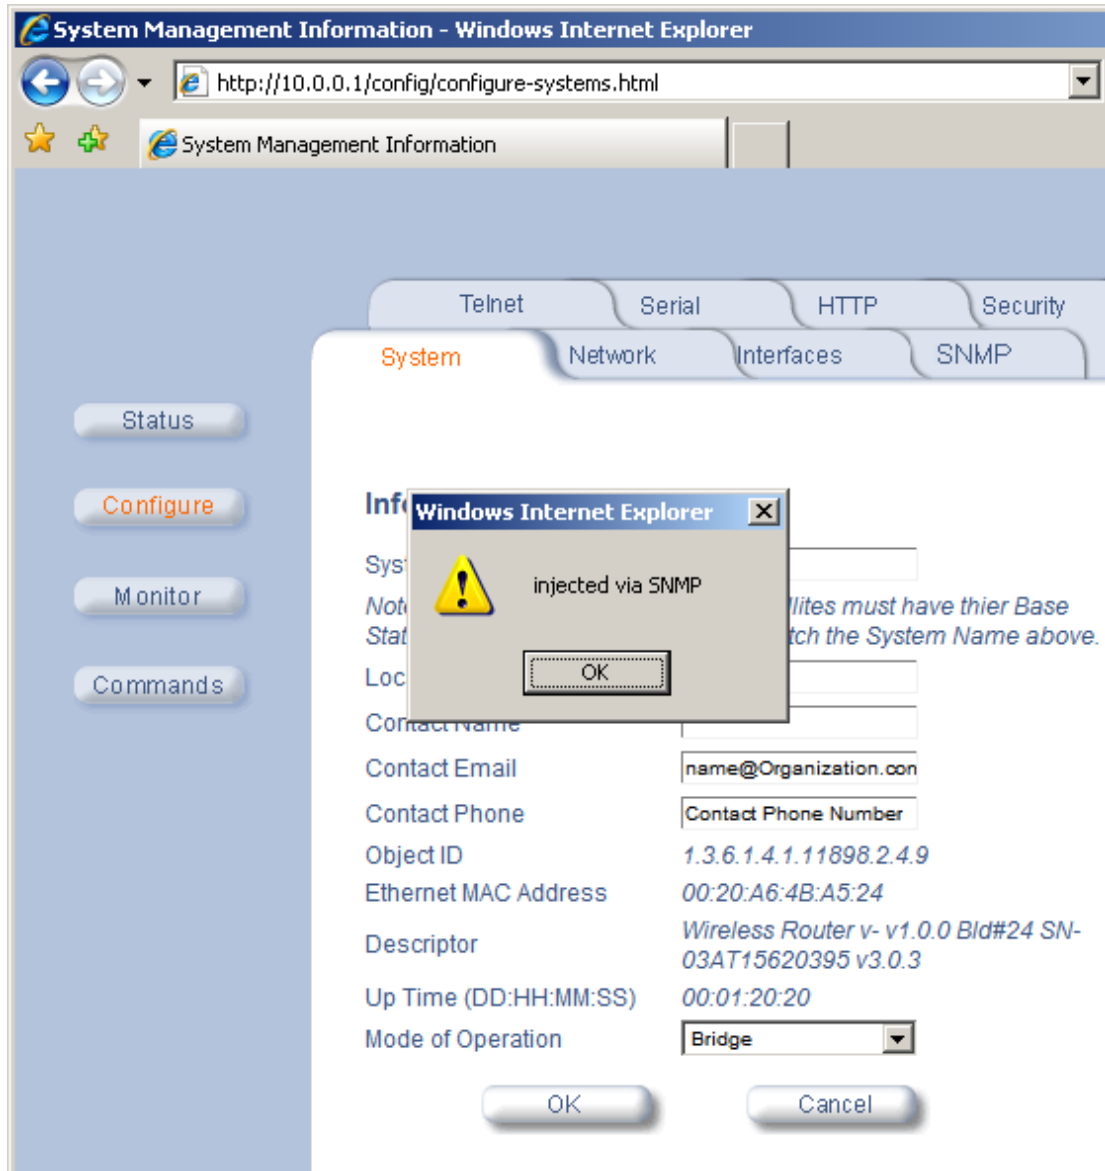 System Management Information - Windows Internet Explorer
http://10.0.0.1/config/configure-systems.html
System Management Information
Telnet Serial HTTP Security
System Network Interfaces SNMP
Status
Configure
Monitor
Commands
Windows Internet Explorer
injected via SNMP
OK
must have thier Base
the System Name above.
Contact Name
Contact Email name@Organization.con
Contact Phone Contact Phone Number
Object ID 1.3.6.1.4.1.11898.2.4.9
Ethernet MAC Address 00:20:A6:4B:A5:24
Descriptor Wireless Router v- v1.0.0 Bld#24 SN-
03AT15620395 v3.0.3
Up Time (DD:HH:MM:SS) 00:01:20:20
Mode of Operation Bridge
OK Cancel